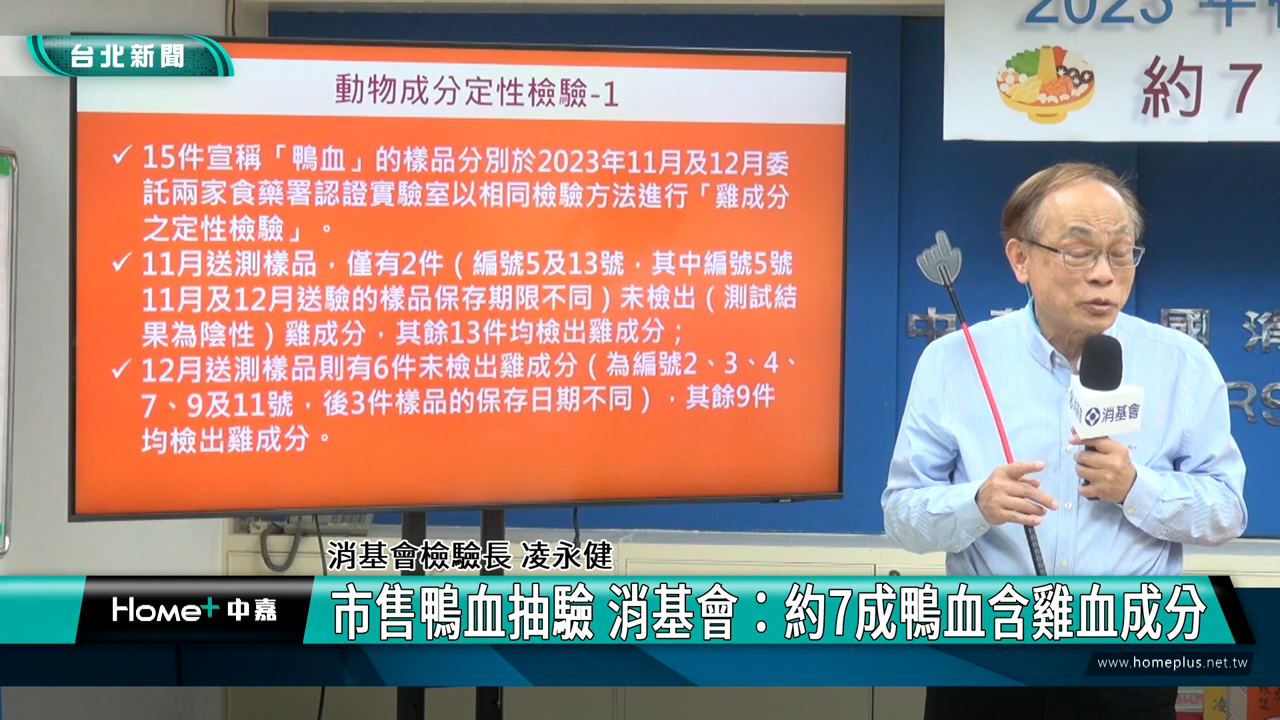 台北新聞
2023 年
約 7
動物成分定性檢驗-1
✓ 15件宣稱「鴨血」的樣品分別於2023年11月及12月委
託兩家食藥署認證實驗室以相同檢驗方法進行「雞成分
之定性檢驗」。
✓ 11月送測樣品，僅有2件（編號5及13號，其中編號5號
11月及12月送驗的樣品保存期限不同）未檢出（測試結
果為陰性）雞成分，其餘13件均檢出雞成分；
✓ 12月送測樣品則有6件未檢出雞成分（為編號2、3、4、
7、9及11號，後3件樣品的保存日期不同），其餘9件
均檢出雞成分。
中
國 消
RS
消基會
消基會檢驗長 凌永健
Home+ 中嘉
市售鴨血抽驗 消基會：約7成鴨血含雞血成分
www.homeplus.net.tw
凌